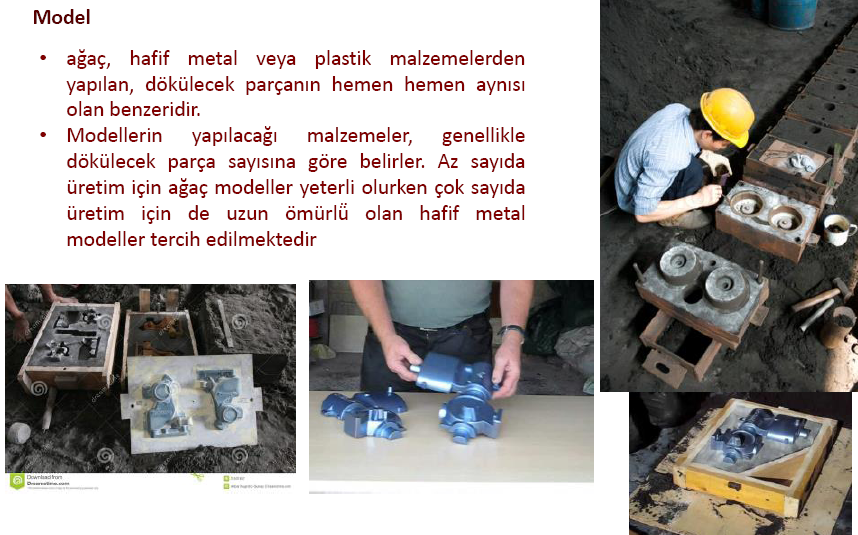 Model
• ağaç, hafif metal veya plastik malzemelerden
yapılan, dökülecek parçanın hemen hemen aynısı
olan benzeridir.
• Modellerin yapılacağı malzemeler, genellikle
dökülecek parça sayısına göre belirler. Az sayıda
üretim için ağaç modeller yeterli olurken çok sayıda
üretim için de uzun ömürlü olan hafif metal
modeller tercih edilmektedir
Download from
Dreamstime.com